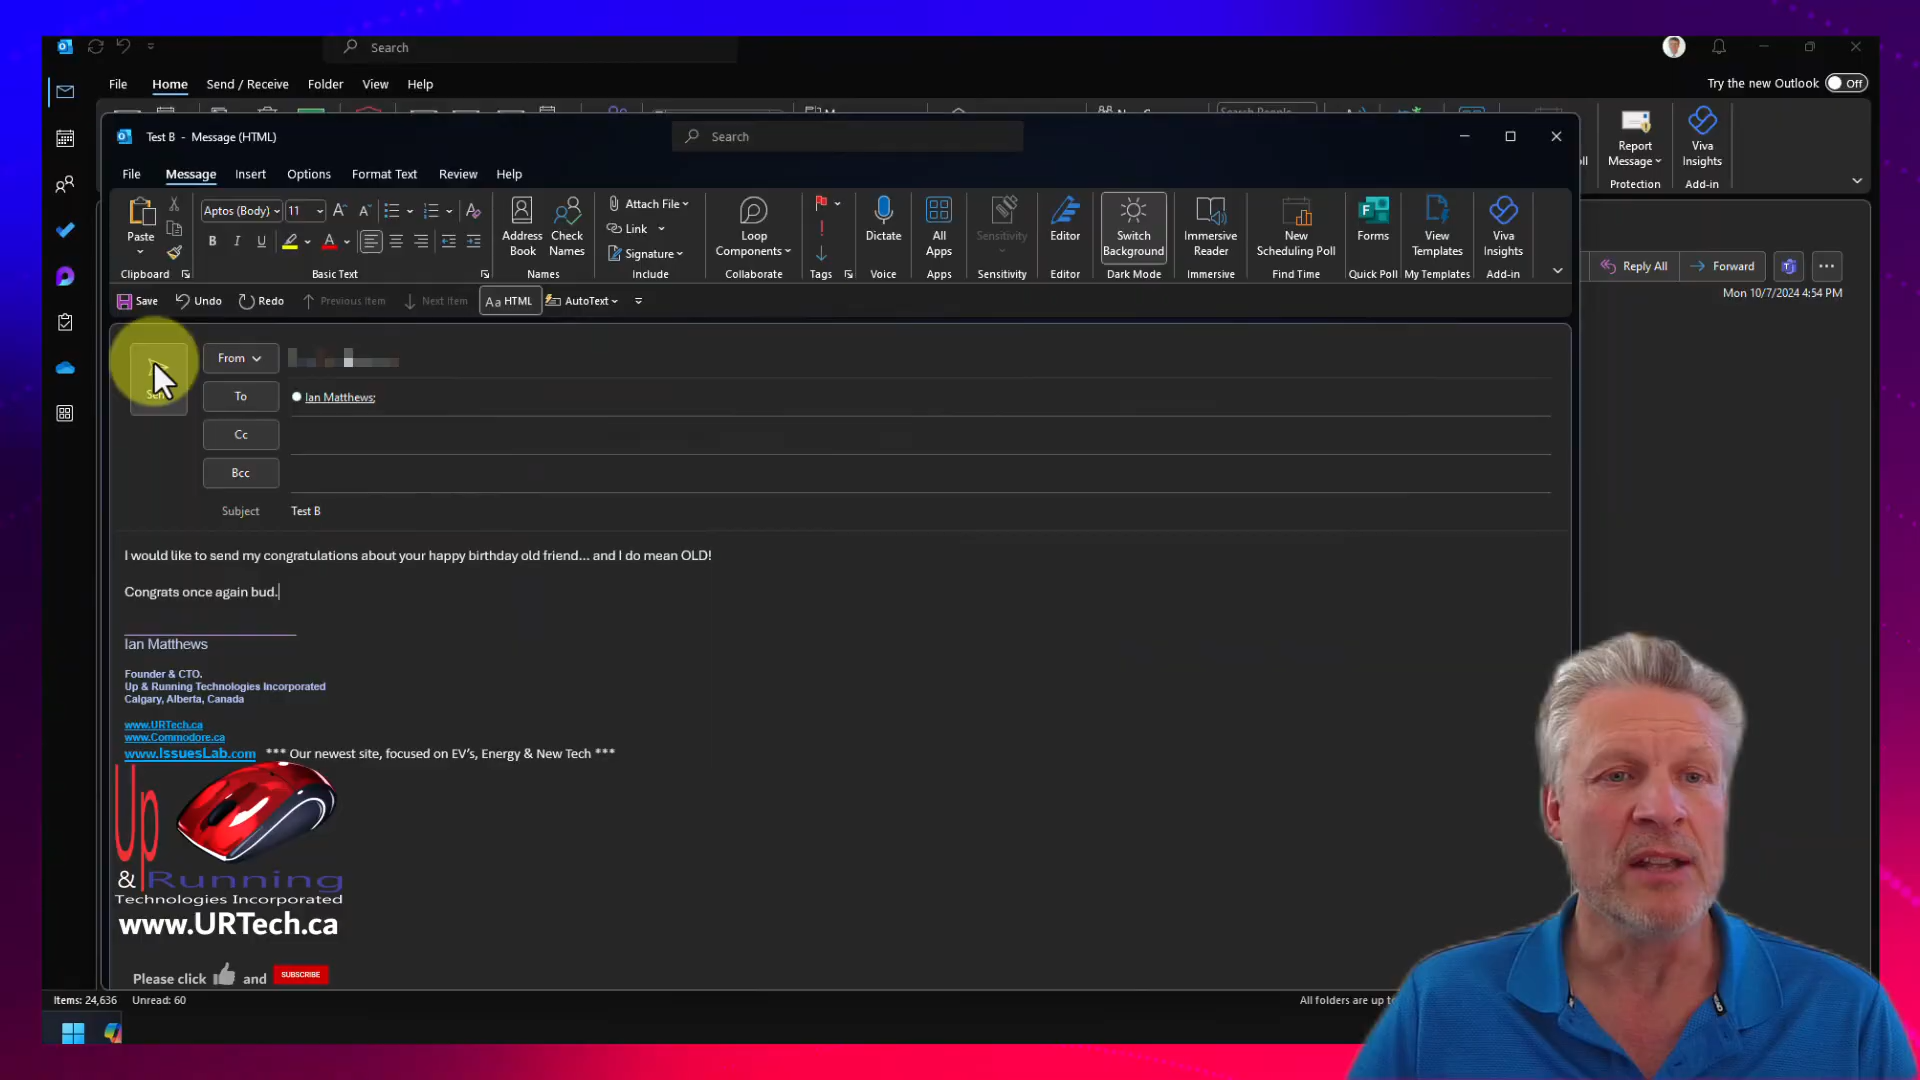 Search
File Home Send / Receive Folder View Help
Try the new Outlook Off
Test B - Message (HTML)
Search
File Message Insert Options Format Text Review Help
Paste
Clipboard
Aptos (Body) 11
B I U A
Basic Text
Address Book
Check Names
Names
Attach File
Link
Signature
Include
Loop Components
Collaborate
Tags
Dictate
Voice
All Apps
Apps
Sensitivity
Sensitivity
Editor
Editor
Switch Background
Dark Mode
Immersive Reader
Immersive
New Scheduling Poll
Find Time
Forms
Quick Poll
View Templates
My Templates
Viva Insights
Add-in
Report Message
Protection
Viva Insights
Add-in
Save Undo Redo Previous Item Next Item Aa HTML AutoText
Reply All Forward
Mon 10/7/2024 4:54 PM
From
To Ian Matthews;
Cc
Bcc
Subject Test B
I would like to send my congratulations about your happy birthday old friend... and I do mean OLD!
Congrats once again bud.
Ian Matthews
Founder & CTO.
Up & Running Technologies Incorporated
Calgary, Alberta, Canada
www.URTech.ca
www.Commodore.ca
www.IssuesLab.com *** Our newest site, focused on EV's, Energy & New Tech ***
Up
& Running
Technologies Incorporated
www.URTech.ca
Please click and SUBSCRIBE
Items: 24,636 Unread: 60
All folders are up